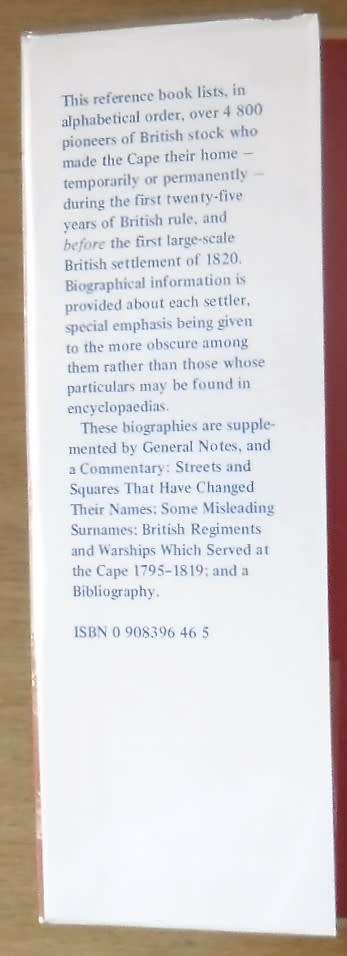 This reference book lists, in
alphabetical order, over 4 800
pioneers of British stock who
made the Cape their home –
temporarily or permanently –
during the first twenty-five
years of British rule, and
before the first large-scale
British settlement of 1820.
Biographical information is
provided about each settler,
special emphasis being given
to the more obscure among
them rather than those whose
particulars may be found in
encyclopaedias.
These biographies are supple-
mented by General Notes, and
a Commentary: Streets and
Squares That Have Changed
Their Names; Some Misleading
Surnames; British Regiments
and Warships Which Served at
the Cape 1795–1819; and a
Bibliography.
ISBN 0 908396 46 5